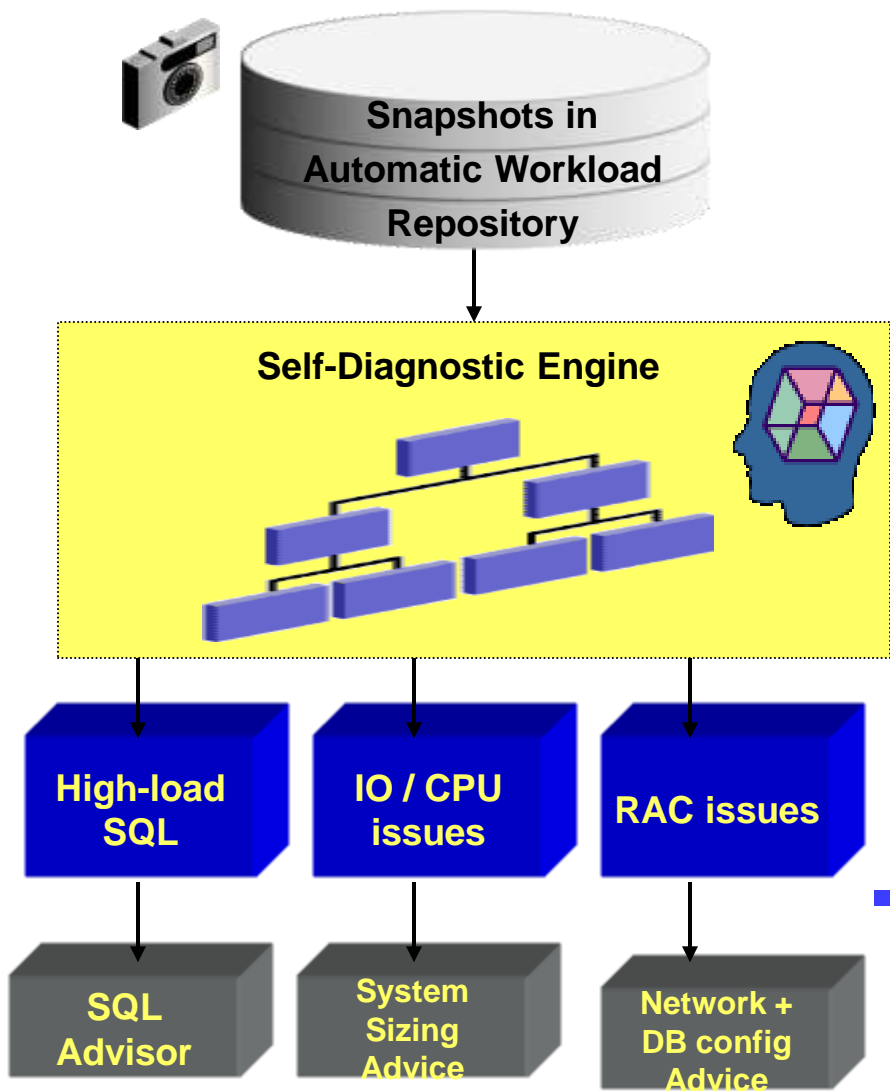 Snapshots in
Automatic Workload
Repository
Self-Diagnostic Engine
High-load
SQL
IO / CPU
issues
RAC issues
SQL
Advisor
System
Sizing
Advice
Network +
DB config
Advice